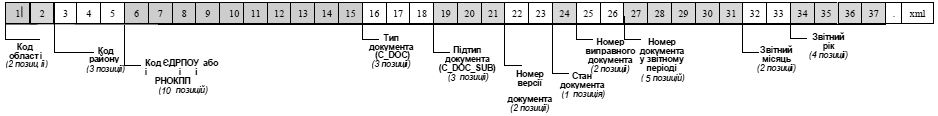 1 2 3 4 5 6 7 8 9 10 11 12 13 14 15 16 17 18 19 20 21 22 23 24 25 26 27 28 29 30 31 32 33 34 35 36 37 . xml
Код
област і
(2 позиц ії)
Код
району
(3 позиції)
Код ЄДРПОУ або
і і і
РНОКПП
(10 позицій)
Тип
документа
(C_DOC)
(3 позиції)
Підтип
документа
(C_DOC_SUB)
(3 позиції)
Номер
версії
документа
(2 позиції)
Стан
документа
(1 позиція)
Номер
виправного
документа
(2 позиції)
Номер
документа
у звітному
періоді
(5 позицій)
Звітний
місяць
(2 позиції)
Звітний
рік
(4 позиції)